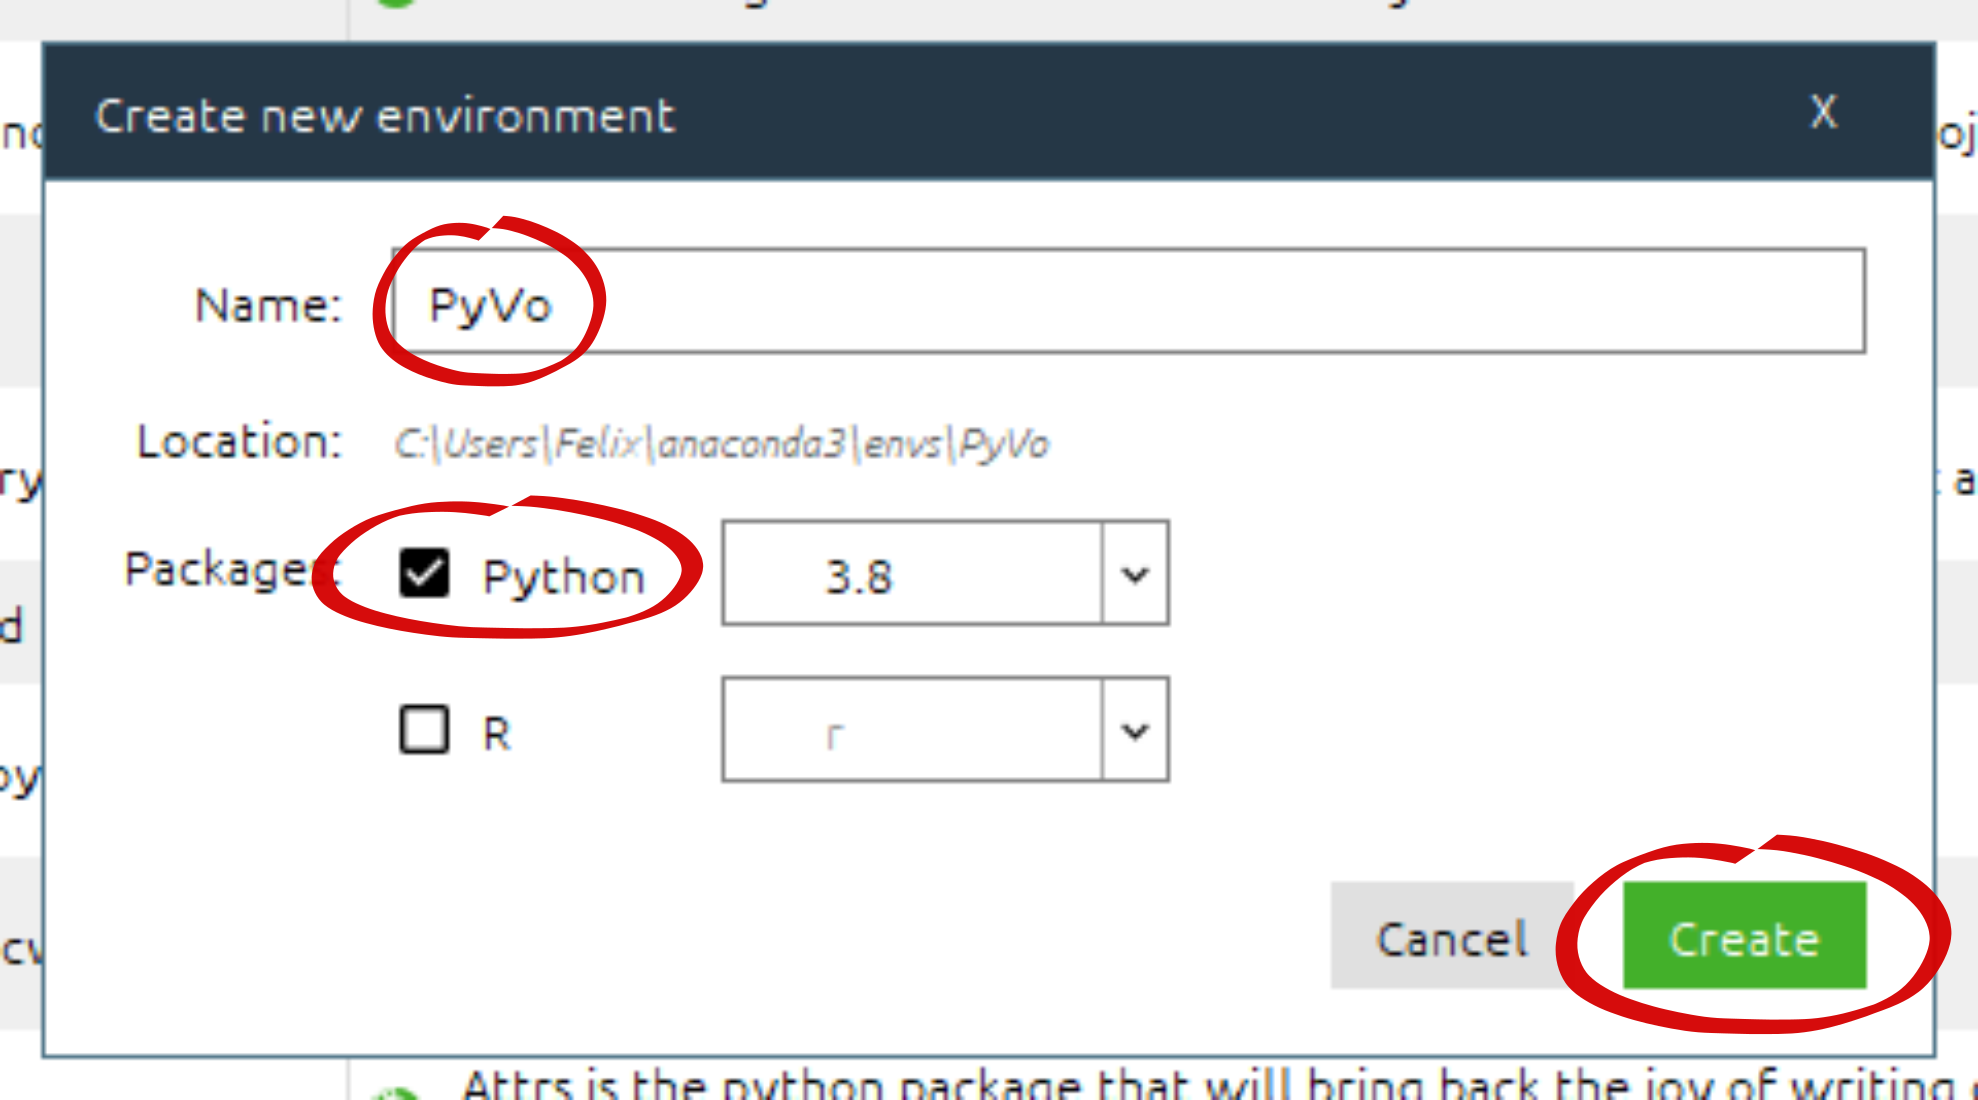 Create new environment X
Name: PyVo
Location: C:\Users\Felix\anaconda3\envs\PyVo
Packages: Python 3.8
R r
Cancel Create
Attrs is the python package that will bring back the joy of writing